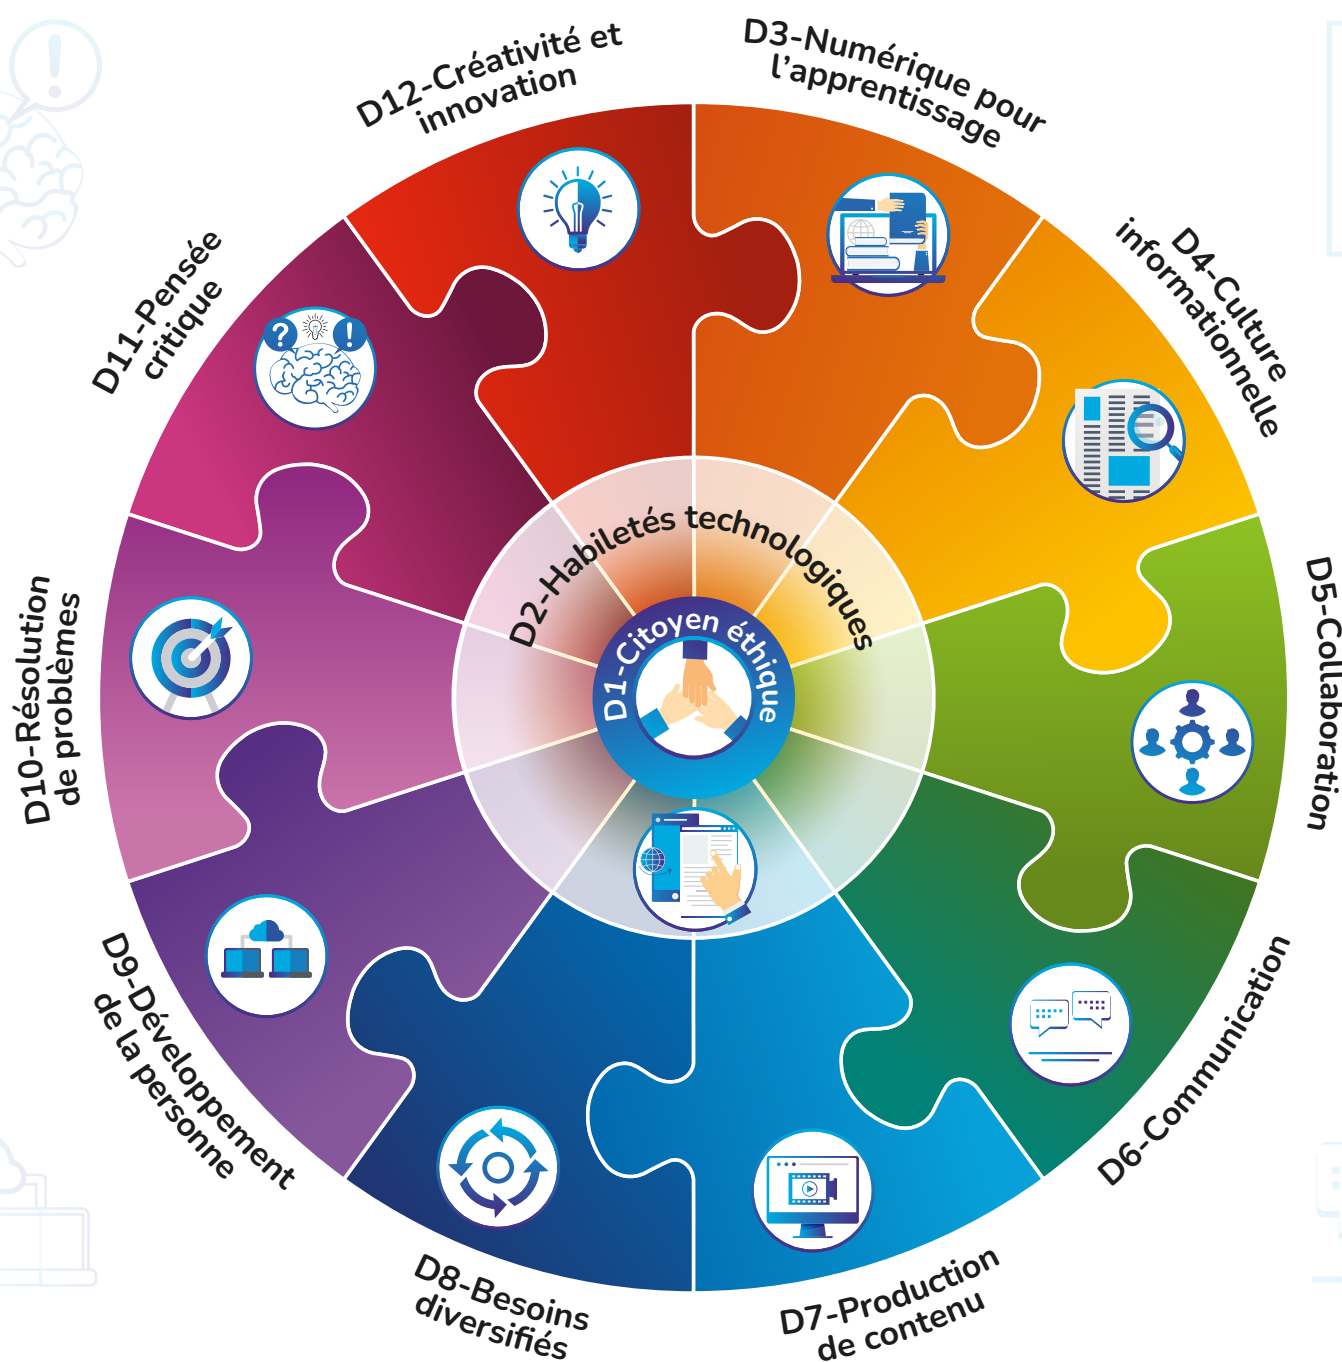 D12-Créativité et
innovation
D3-Numérique pour
l'apprentissage
D4-Culture
informationnelle
D5-Collaboration
D6-Communication
D7-Production
de contenu
D8-Besoins
diversifiés
D9-Développement
de la personne
D10-Résolution
de problèmes
D11-Pensée
critique
D2-Habiletés technologiques
D1-Citoyen éthique
? !